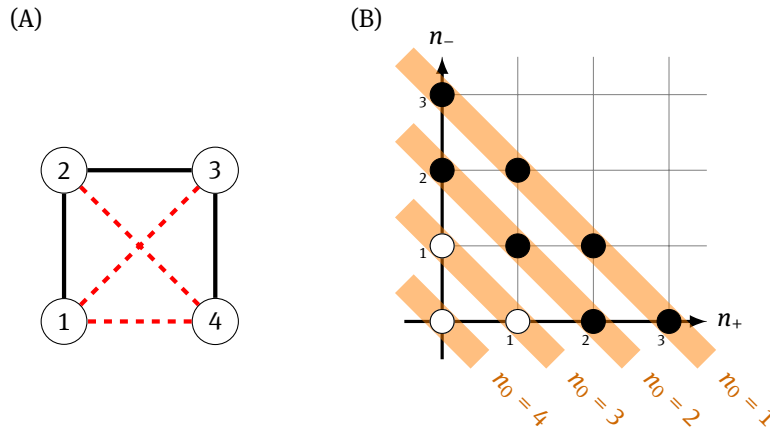 (A)
(B)
2
3
1
4
n₋
3
2
1
1
2
3
n₊
n₀ = 4
n₀ = 3
n₀ = 2
n₀ = 1